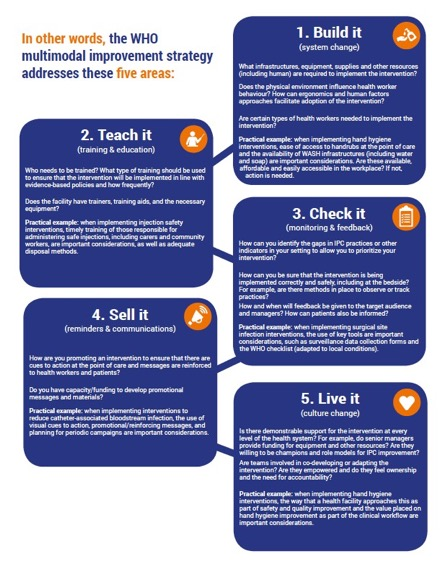 In other words, the WHO
multimodal improvement strategy
addresses these five areas:
1. Build it
(system change)
What infrastructures, equipment, supplies and other resources
(including human) are required to implement the intervention?
Does the physical environment influence health worker
behaviour? How can ergonomics and human factors
approaches facilitate adoption of the intervention?
Are certain types of health workers needed to implement the
intervention?
Practical example: when implementing hand hygiene
interventions, ease of access to handrubs at the point of care
and the availability of WASH infrastructures (including water
and soap) are important considerations. Are these available,
affordable and easily accessible in the workplace? If not,
action is needed.
2. Teach it
(training & education)
Who needs to be trained? What type of training should be used
to ensure that the intervention will be implemented in line with
evidence-based policies and how frequently?
Does the facility have trainers, training aids, and the necessary
equipment?
Practical example: when implementing injection safety
interventions, timely training of those responsible for
administering safe injections, including carers and community
workers, are important considerations, as well as adequate
disposal methods.
3. Check it
(monitoring & feedback)
How can you identify the gaps in IPC practices or other
indicators in your setting to allow you to prioritize your
intervention?
How can you be sure that the intervention is being
implemented correctly and safely, including at the bedside?
For example, are there methods in place to observe or track
practices?
How and when will feedback be given to the target audience
and managers? How can patients also be informed?
Practical example: when implementing surgical site
infection interventions, the use of key tools are important
considerations, such as surveillance data collection forms and
the WHO checklist (adapted to local conditions).
4. Sell it
(reminders & communications)
How are you promoting an intervention to ensure that there are
cues to action at the point of care and messages are reinforced
to health workers and patients?
Do you have capacity/funding to develop promotional
messages and materials?
Practical example: when implementing interventions to
reduce catheter-associated bloodstream infection, the use of
visual cues to action, promotional/reinforcing messages, and
planning for periodic campaigns are important considerations.
5. Live it
(culture change)
Is there demonstrable support for the intervention at every
level of the health system? For example, do senior managers
provide funding for equipment and other resources? Are they
willing to be champions and role models for IPC improvement?
Are teams involved in co-developing or adapting the
intervention? Are they empowered and do they feel ownership
and the need for accountability?
Practical example: when implementing hand hygiene
interventions, the way that a health facility approaches this as
part of safety and quality improvement and the value placed on
hand hygiene improvement as part of the clinical workflow are
important considerations.